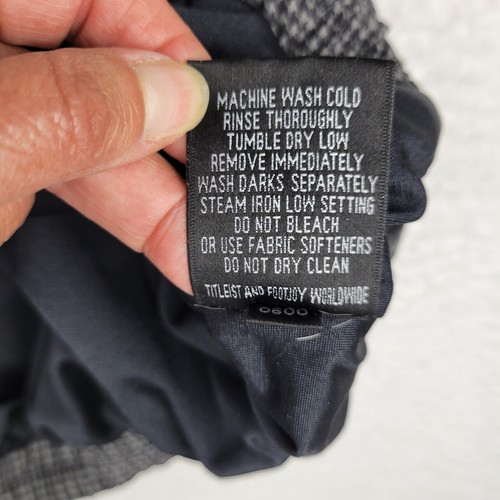 MACHINE WASH COLD
RINSE THOROUGHLY
TUMBLE DRY LOW
REMOVE IMMEDIATELY
WASH DARKS SEPARATELY
STEAM IRON LOW SETTING
DO NOT BLEACH
OR USE FABRIC SOFTENERS
DO NOT DRY CLEAN
TITLEIST AND FOOTJOY WORLDWIDE
0600